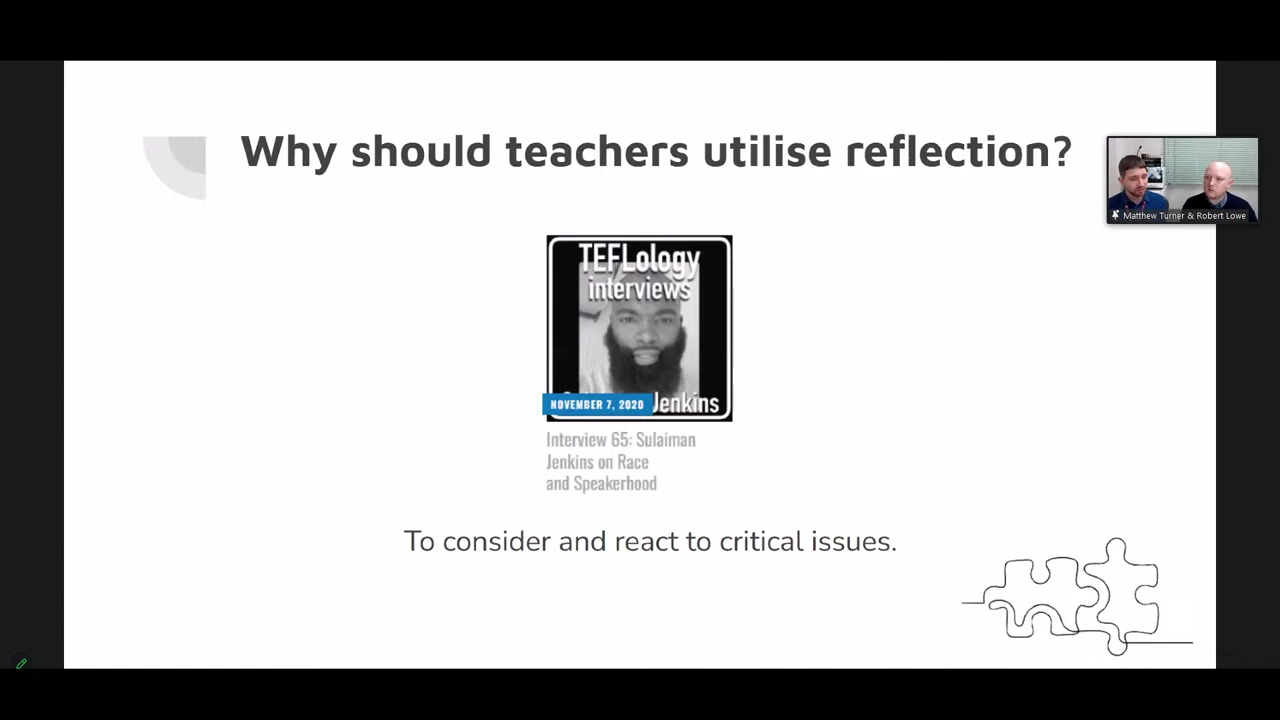 Why should teachers utilise reflection?
Matthew Turner & Robert Lowe
TEFLology
interviews
Jenkins
NOVEMBER 7, 2020
Interview 65: Sulaiman
Jenkins on Race
and Speakerhood
To consider and react to critical issues.